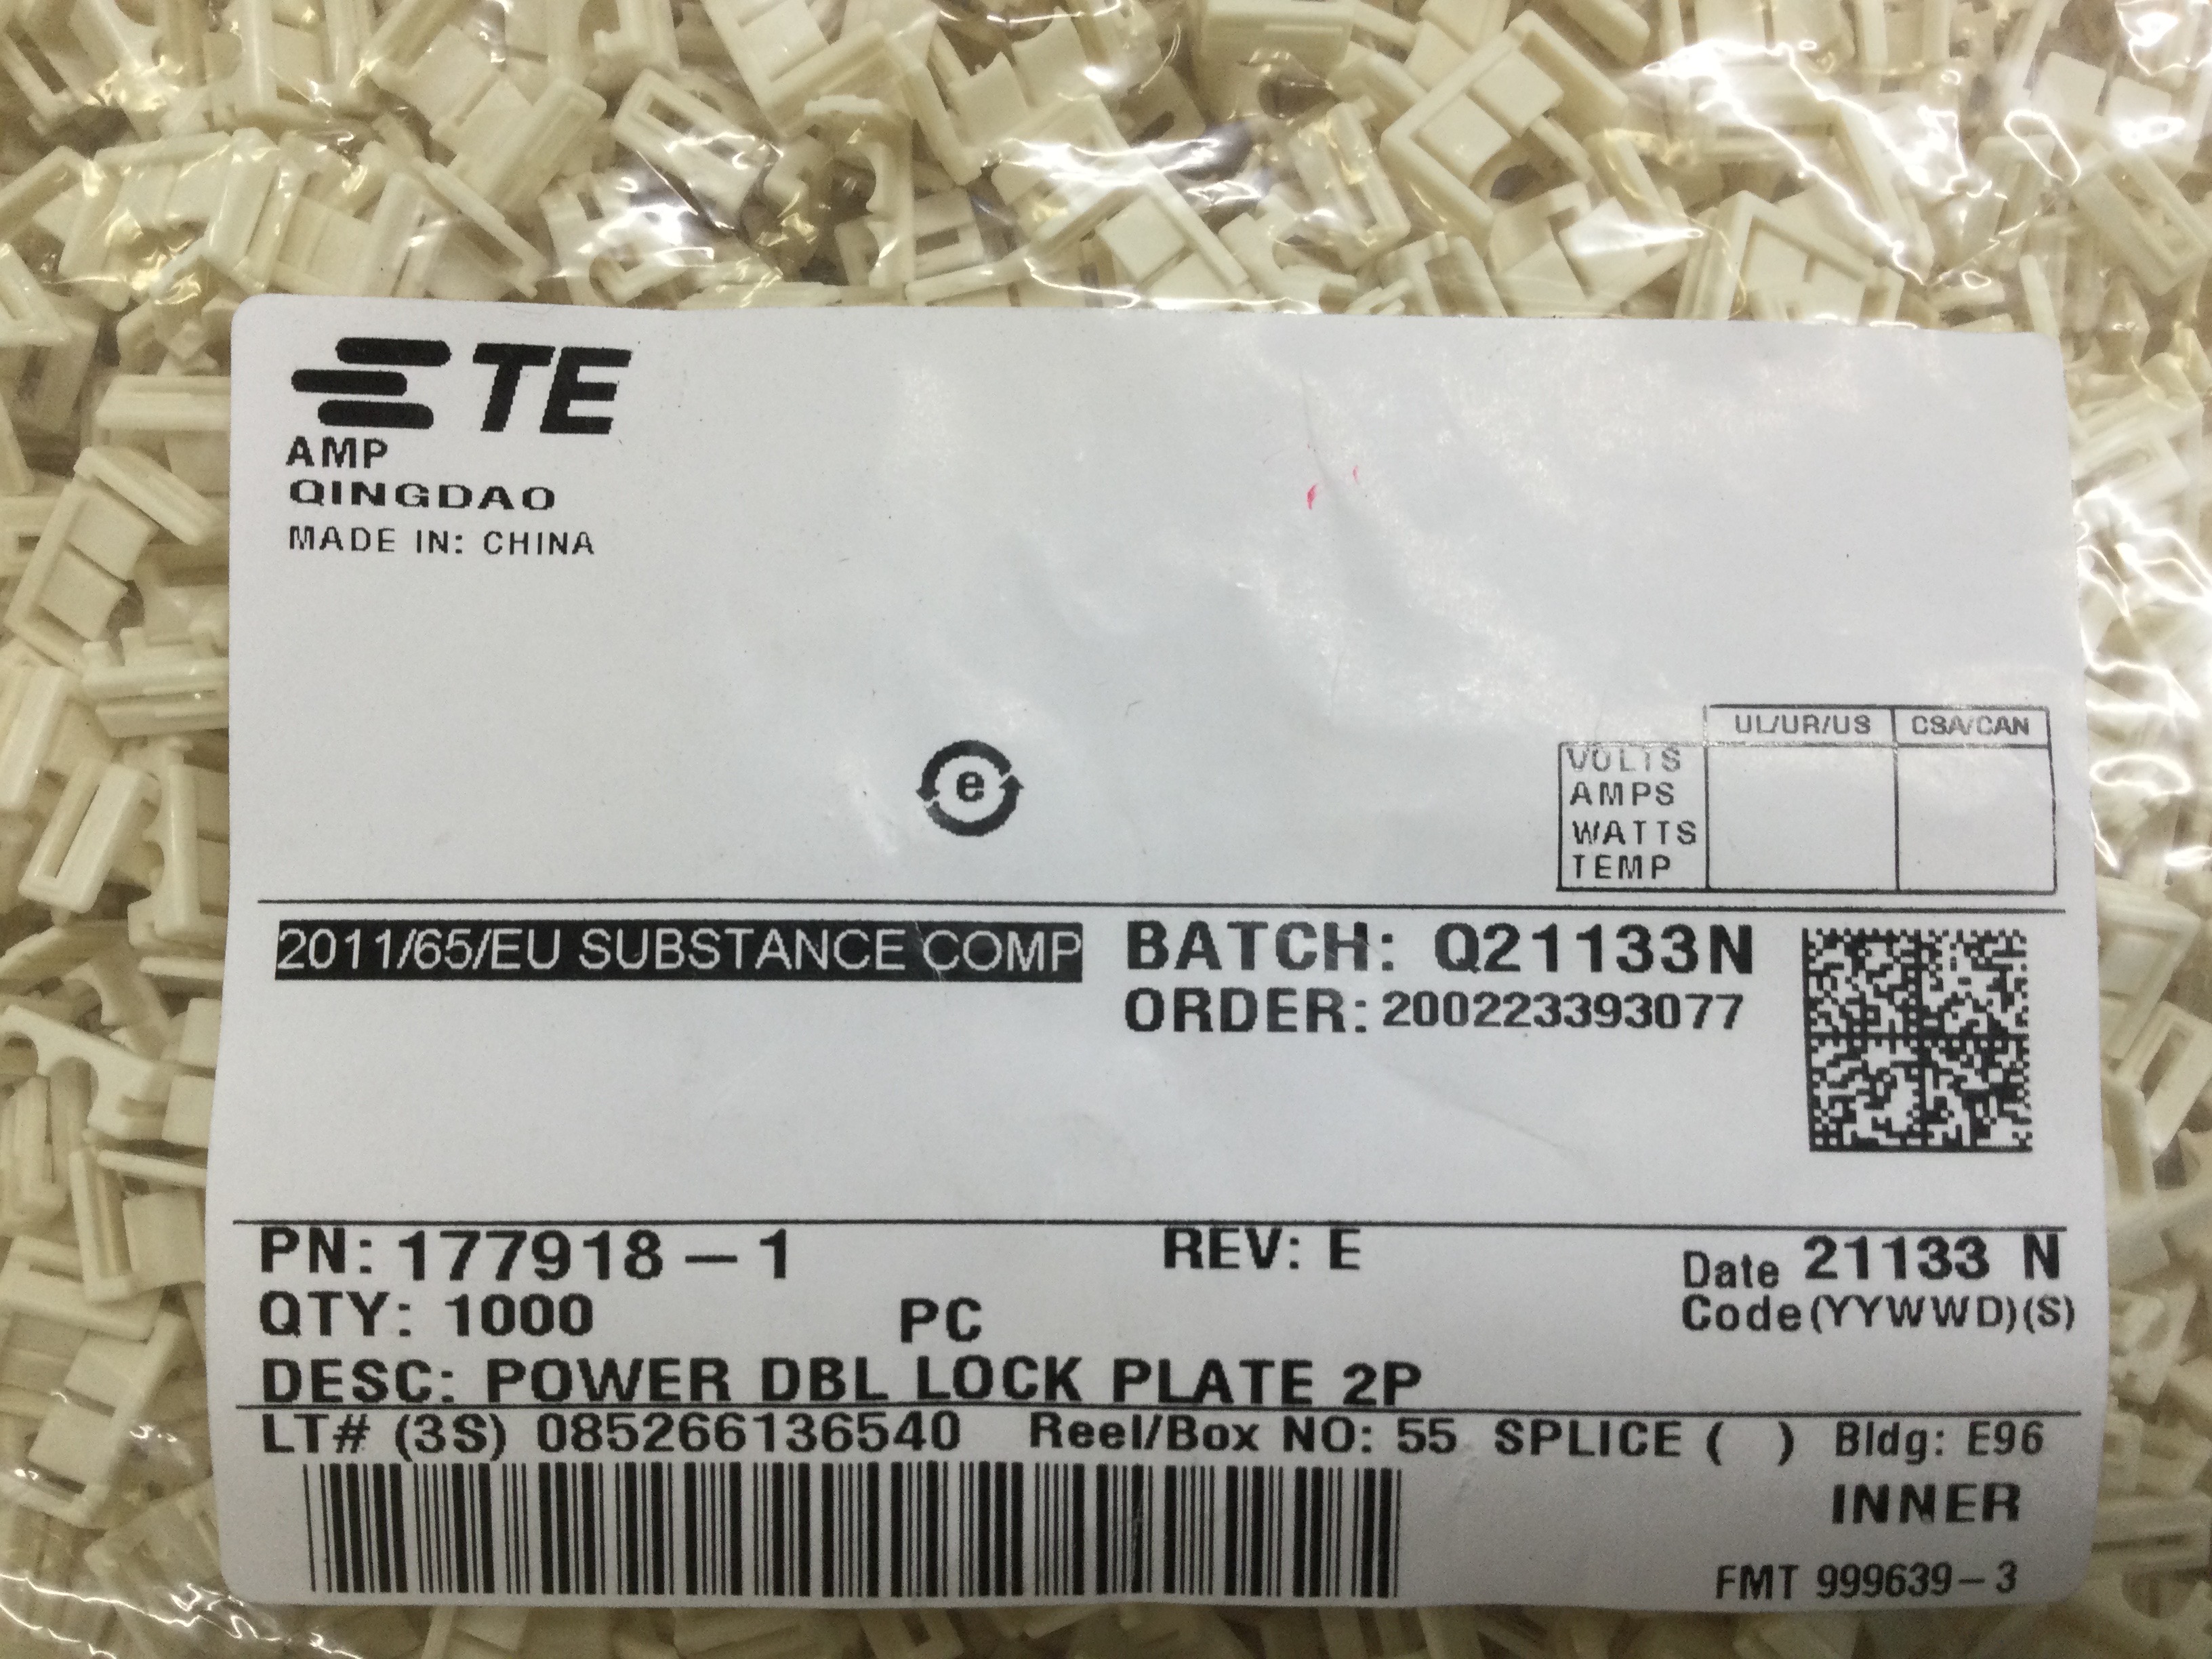 TE
AMP
QINGDAO
MADE IN: CHINA
e
UL/UR/US CSA/CAN
VOLTS
AMPS
WATTS
TEMP
2011/65/EU SUBSTANCE COMP
BATCH: Q21133N
ORDER: 200223393077
PN: 177918-1 REV: E Date 21133 N
QTY: 1000 PC Code (YYWWD)(S)
DESC: POWER DBL LOCK PLATE 2P
LT# (3S) 085266136540 Reel/Box NO: 55 SPLICE ( ) Bldg: E96
INNER
FMT 999639-3